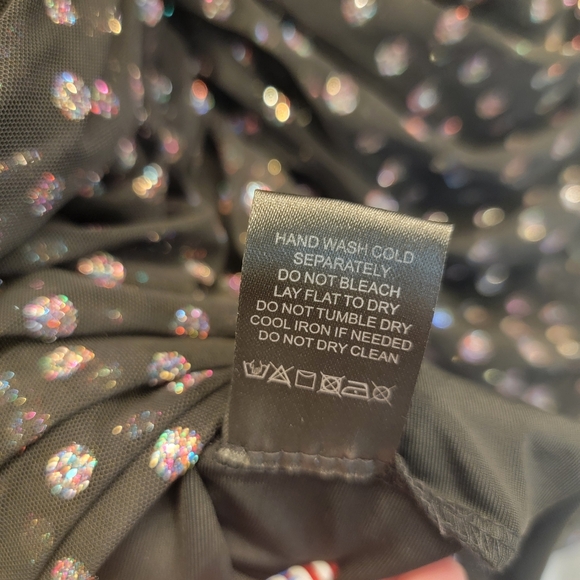 HAND WASH COLD
SEPARATELY
DO NOT BLEACH
LAY FLAT TO DRY
DO NOT TUMBLE DRY
COOL IRON IF NEEDED
DO NOT DRY CLEAN